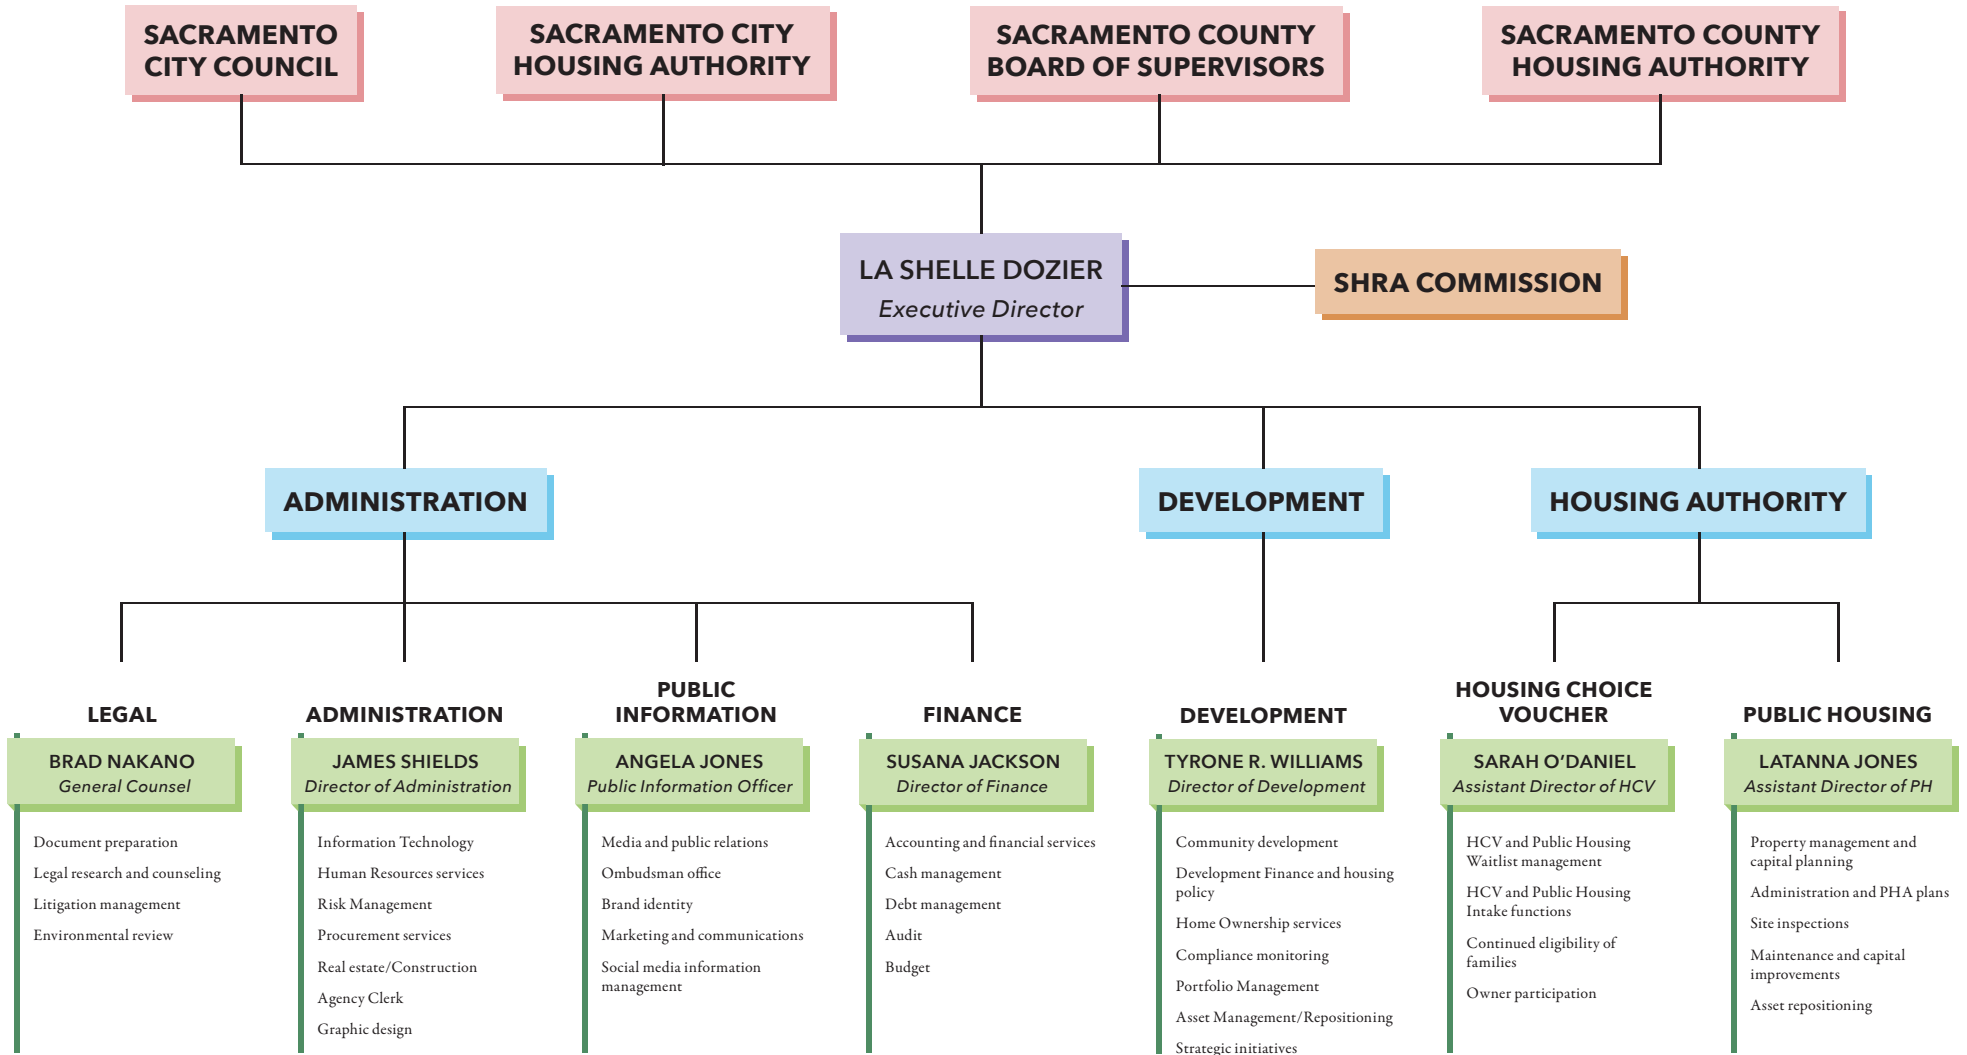 SACRAMENTO
CITY COUNCIL
SACRAMENTO CITY
HOUSING AUTHORITY
SACRAMENTO COUNTY
BOARD OF SUPERVISORS
SACRAMENTO COUNTY
HOUSING AUTHORITY
LA SHELLE DOZIER
Executive Director
SHRA COMMISSION
ADMINISTRATION
DEVELOPMENT
HOUSING AUTHORITY
LEGAL
BRAD NAKANO
General Counsel
Document preparation
Legal research and counseling
Litigation management
Environmental review
ADMINISTRATION
JAMES SHIELDS
Director of Administration
Information Technology
Human Resources services
Risk Management
Procurement services
Real estate/Construction
Agency Clerk
Graphic design
PUBLIC
INFORMATION
ANGELA JONES
Public Information Officer
Media and public relations
Ombudsman office
Brand identity
Marketing and communications
Social media information
management
FINANCE
SUSANA JACKSON
Director of Finance
Accounting and financial services
Cash management
Debt management
Audit
Budget
DEVELOPMENT
TYRONE R. WILLIAMS
Director of Development
Community development
Development Finance and housing
policy
Home Ownership services
Compliance monitoring
Portfolio Management
Asset Management/Repositioning
Strategic initiatives
HOUSING CHOICE
VOUCHER
SARAH O'DANIEL
Assistant Director of HCV
HCV and Public Housing
Waitlist management
HCV and Public Housing
Intake functions
Continued eligibility of
families
Owner participation
PUBLIC HOUSING
LATANNA JONES
Assistant Director of PH
Property management and
capital planning
Administration and PHA plans
Site inspections
Maintenance and capital
improvements
Asset repositioning